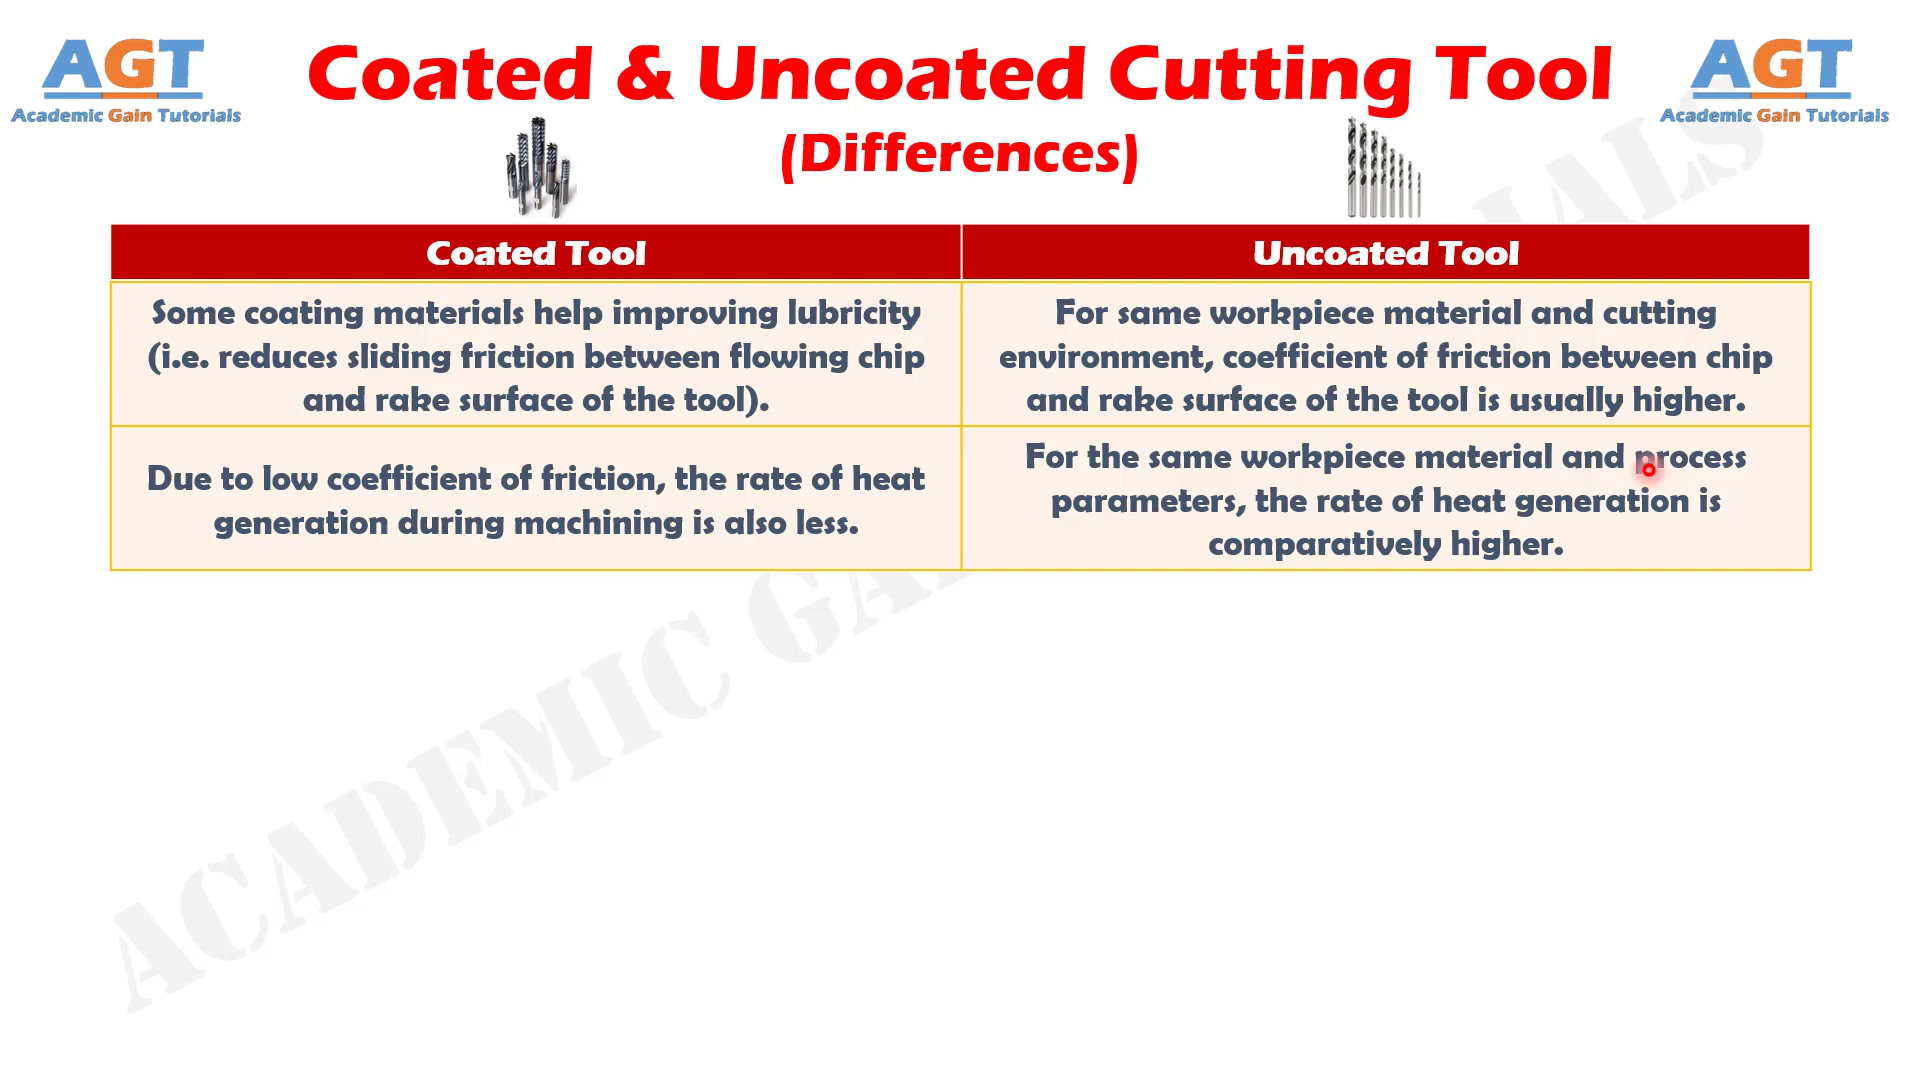 AGT
Academic Gain Tutorials
Coated & Uncoated Cutting Tool
(Differences)
AGT
Academic Gain Tutorials
Coated Tool
Uncoated Tool
Some coating materials help improving lubricity
(i.e. reduces sliding friction between flowing chip
and rake surface of the tool).
For same workpiece material and cutting
environment, coefficient of friction between chip
and rake surface of the tool is usually higher.
Due to low coefficient of friction, the rate of heat
generation during machining is also less.
For the same workpiece material and process
parameters, the rate of heat generation is
comparatively higher.